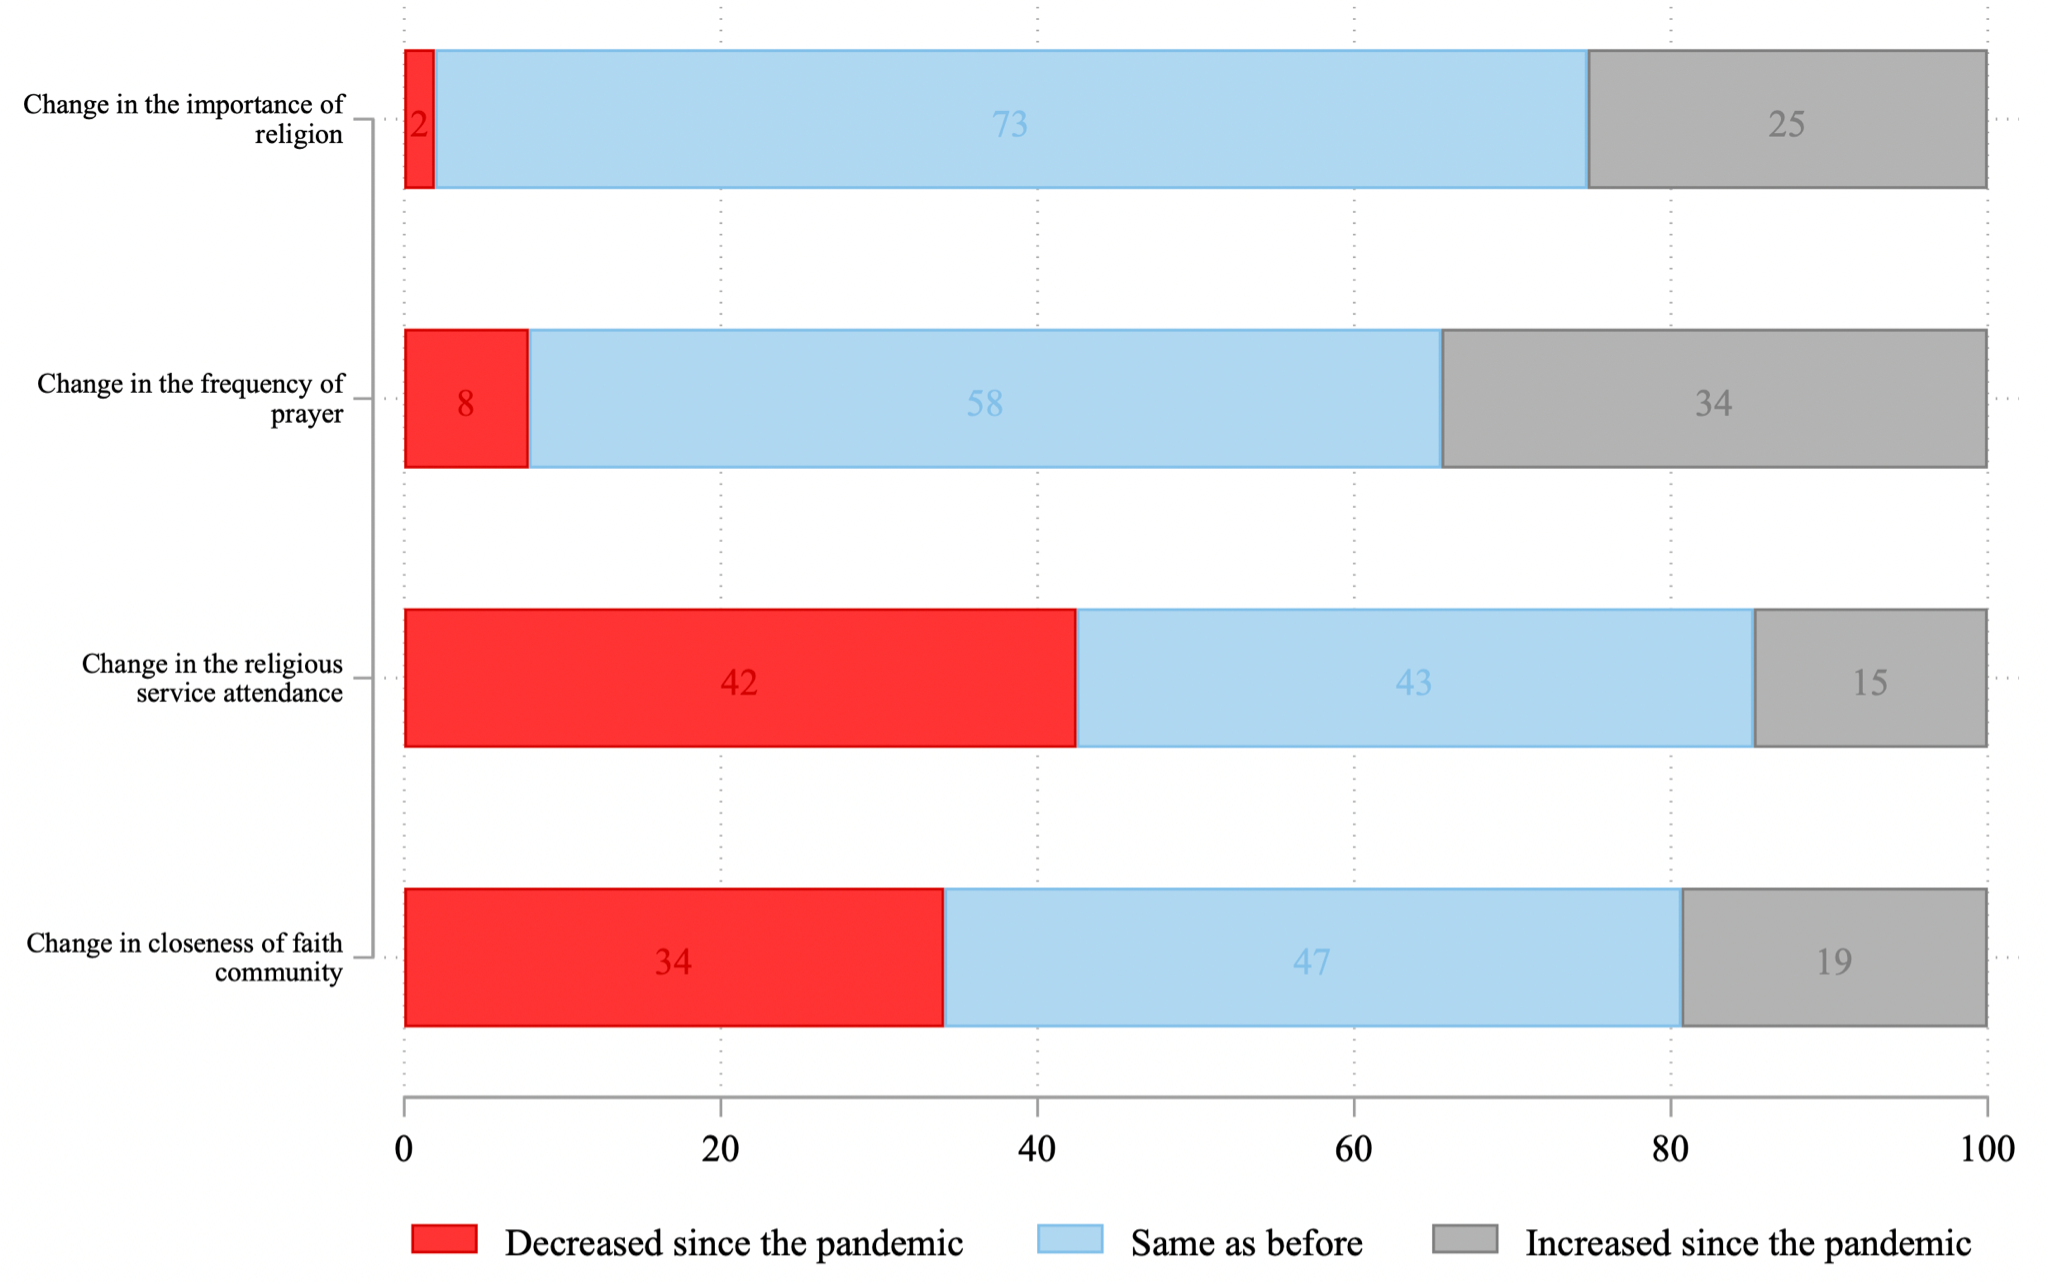 Change in the importance of
religion
2 73 25
Change in the frequency of
prayer
8 58 34
Change in the religious
service attendance
42 43 15
Change in closeness of faith
community
34 47 19
0 20 40 60 80 100
Decreased since the pandemic Same as before Increased since the pandemic